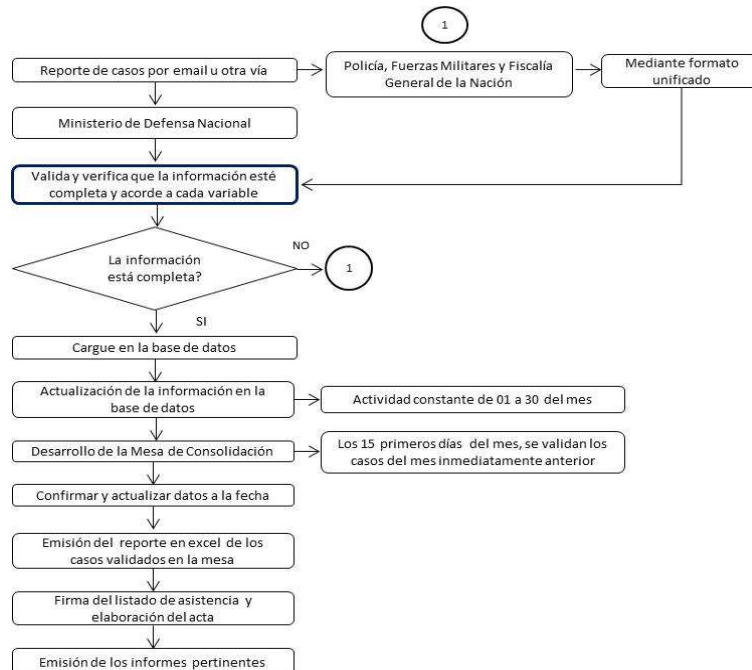 1
Reporte de casos por email u otra vía
Policía, Fuerzas Militares y Fiscalía
General de la Nación
Mediante formato
unificado
Ministerio de Defensa Nacional
Valida y verifica que la información esté
completa y acorde a cada variable
La información
está completa?
NO
1
SI
Cargue en la base de datos
Actualización de la información en la
base de datos
Actividad constante de 01 a 30 del mes
Desarrollo de la Mesa de Consolidación
Los 15 primeros días del mes, se validan los
casos del mes inmediatamente anterior
Confirmar y actualizar datos a la fecha
Emisión del reporte en excel de los
casos validados en la mesa
Firma del listado de asistencia y
elaboración del acta
Emisión de los informes pertinentes